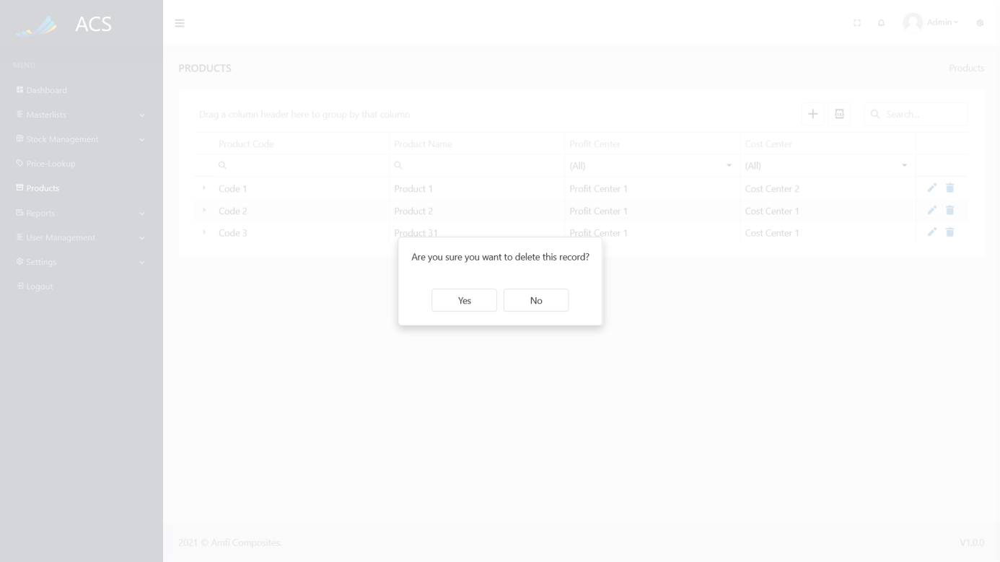 ACS
Admin
MENU
PRODUCTS
Products
Dashboard
Masterlists
Drag a column header here to group by that column
Search...
Stock Management
Product Code
Product Name
Profit Center
Cost Center
Price-Lookup
(All)
(All)
Products
Code 1
Product 1
Profit Center 1
Cost Center 2
Reports
Code 2
Product 2
Profit Center 1
Cost Center 1
User Management
Code 3
Product 31
Profit Center 1
Cost Center 1
Settings
Logout
Are you sure you want to delete this record?
Yes
No
2021 © Amfi Composites.
V1.0.0